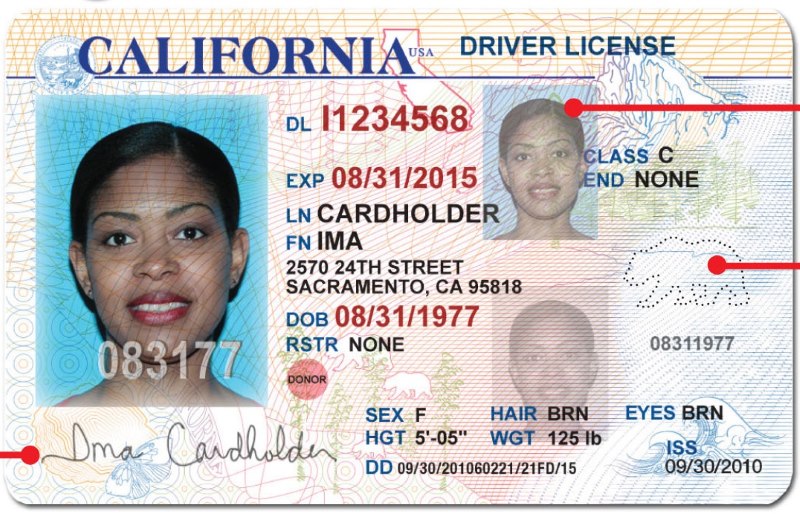 CALIFORNIA USA DRIVER LICENSE
DL I1234568
CLASS C
EXP 08/31/2015
END NONE
LN CARDHOLDER
FN IMA
2570 24TH STREET
SACRAMENTO, CA 95818
DOB 08/31/1977
RSTR NONE
08311977
083177
DONOR
SEX F HAIR BRN EYES BRN
HGT 5'-05" WGT 125 lb
ISS
DD 09/30/201060221/21FD/15 09/30/2010
Ima Cardholder